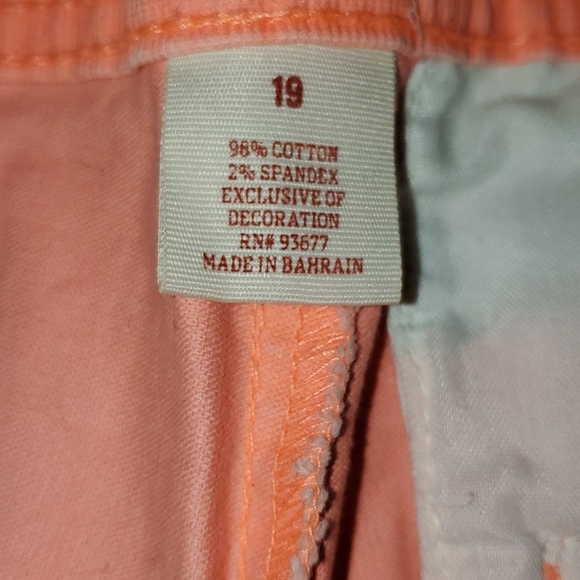 19
98% COTTON
2% SPANDEX
EXCLUSIVE OF
DECORATION
RN# 93677
MADE IN BAHRAIN